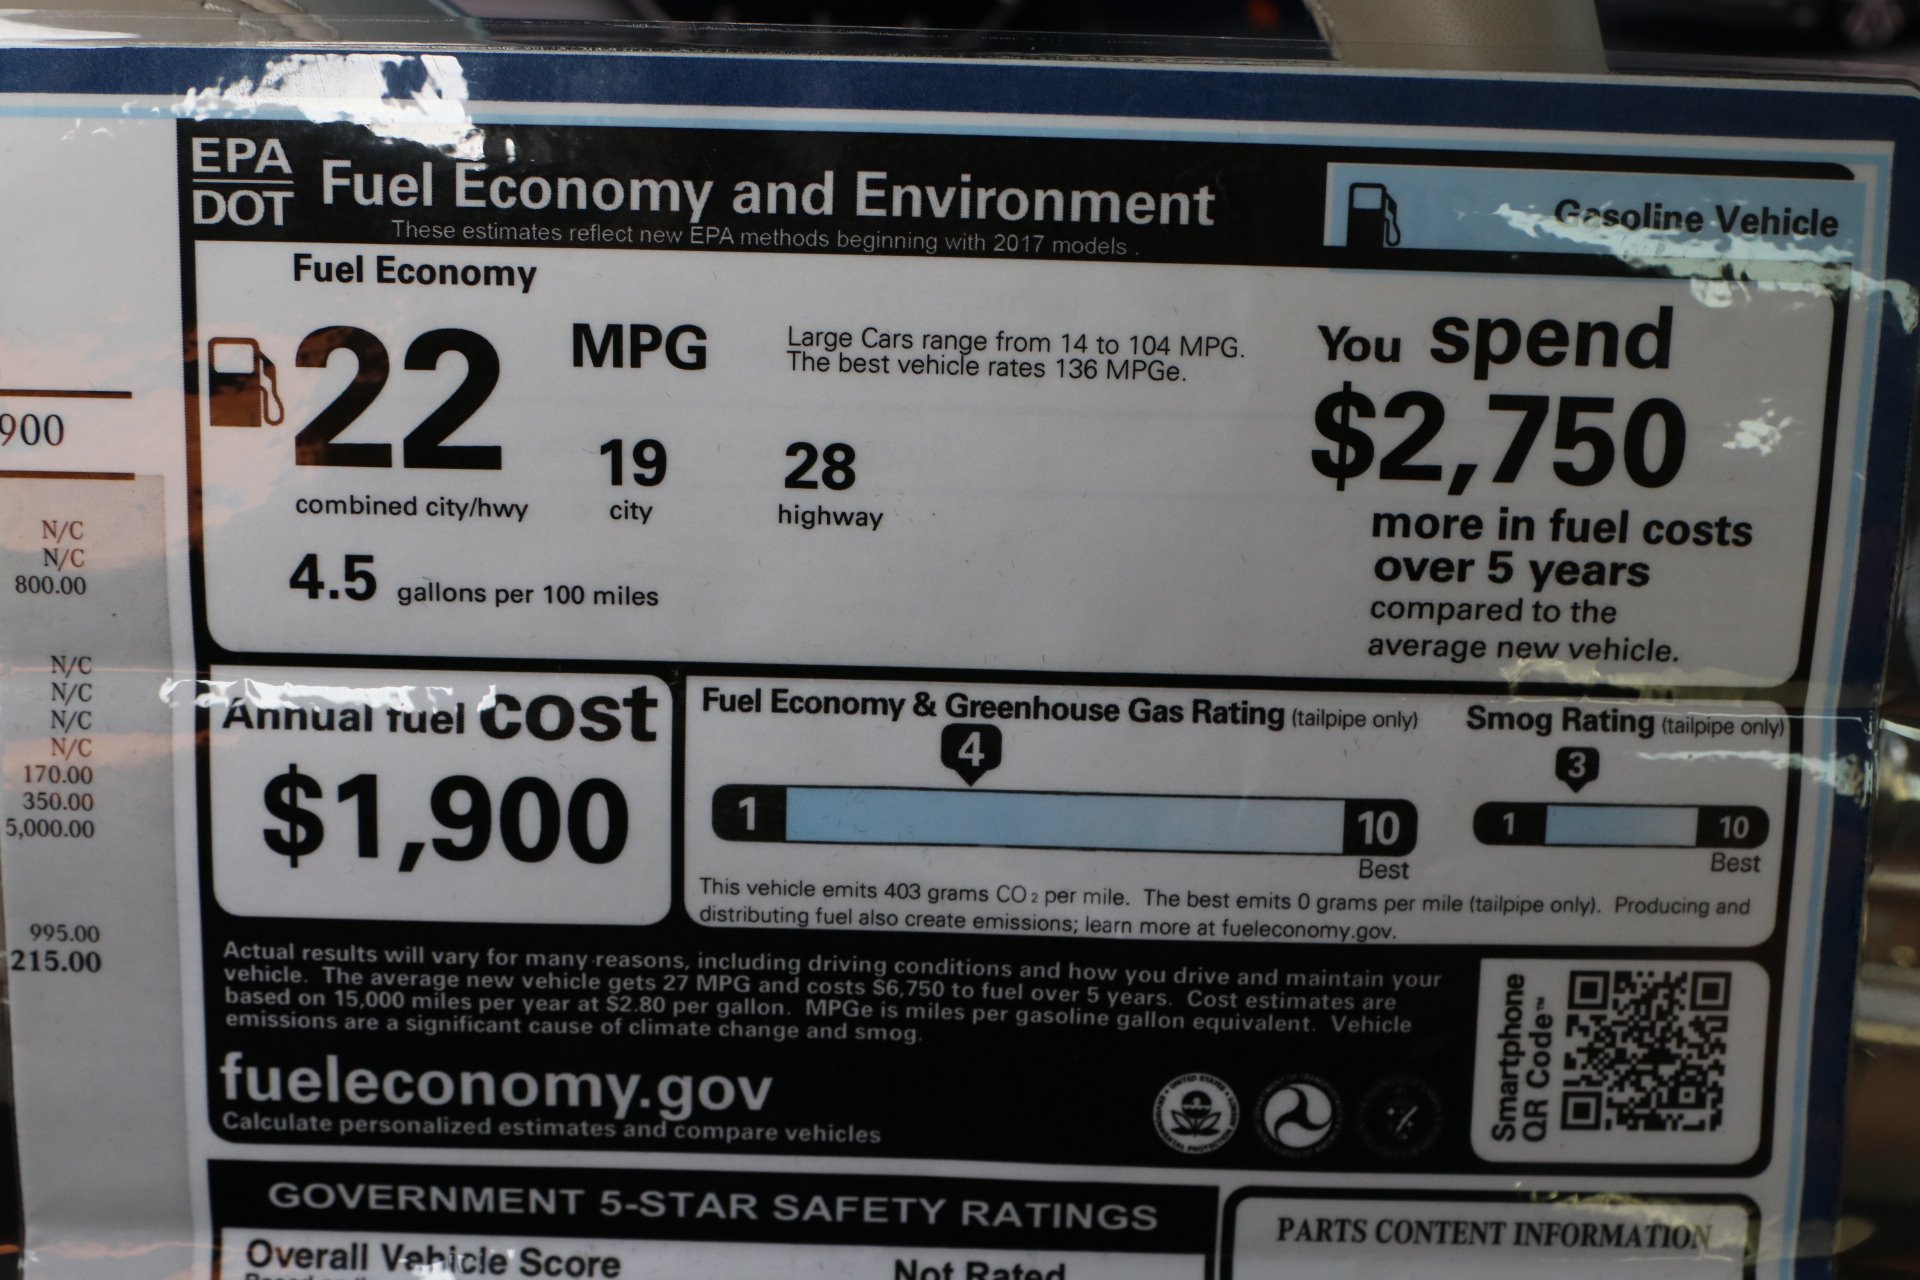 900
N/C
N/C
800.00
N/C
N/C
N/C
N/C
170.00
350.00
5,000.00
995.00
215.00
EPA
DOT
Fuel Economy and Environment
These estimates reflect new EPA methods beginning with 2017 models .
Gasoline Vehicle
Fuel Economy
22
MPG
combined city/hwy
19
city
28
highway
4.5 gallons per 100 miles
Large Cars range from 14 to 104 MPG.
The best vehicle rates 136 MPGe.
You spend
$2,750
more in fuel costs
over 5 years
compared to the
average new vehicle.
Annual fuel cost
$1,900
Fuel Economy & Greenhouse Gas Rating (tailpipe only)
4
1
10
Best
Smog Rating (tailpipe only)
3
1
10
Best
This vehicle emits 403 grams CO2 per mile. The best emits 0 grams per mile (tailpipe only). Producing and
distributing fuel also create emissions; learn more at fueleconomy.gov.
Actual results will vary for many reasons, including driving conditions and how you drive and maintain your
vehicle. The average new vehicle gets 27 MPG and costs $6,750 to fuel over 5 years. Cost estimates are
based on 15,000 miles per year at $2.80 per gallon. MPGe is miles per gasoline gallon equivalent. Vehicle
emissions are a significant cause of climate change and smog.
fueleconomy.gov
Calculate personalized estimates and compare vehicles
Smartphone
QR Code™
GOVERNMENT 5-STAR SAFETY RATINGS
Overall Vehicle Score
Not Rated
PARTS CONTENT INFORMATION